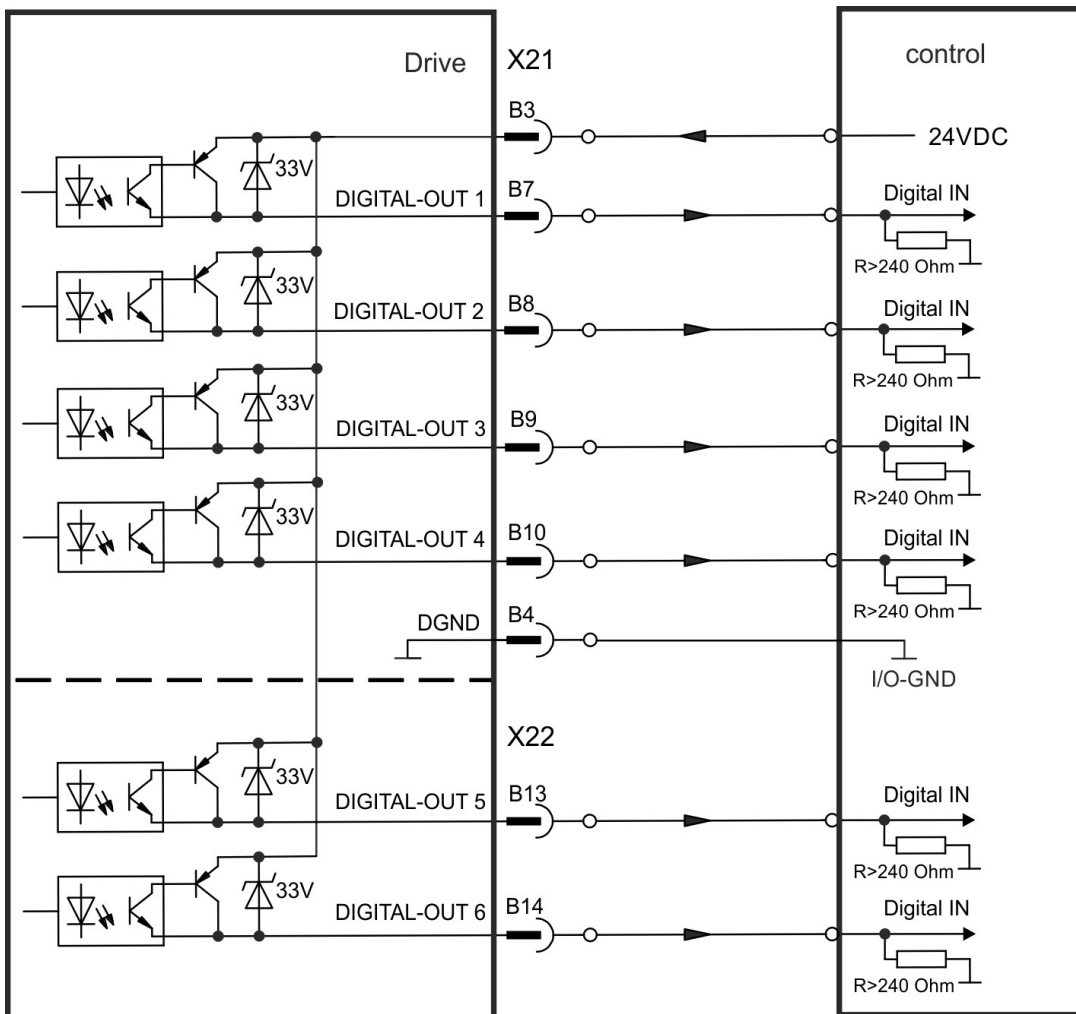 Drive
X21
control
B3
24VDC
33V
DIGITAL-OUT 1
B7
Digital IN
R>240 Ohm
33V
DIGITAL-OUT 2
B8
Digital IN
R>240 Ohm
33V
DIGITAL-OUT 3
B9
Digital IN
R>240 Ohm
33V
DIGITAL-OUT 4
B10
Digital IN
R>240 Ohm
DGND
B4
I/O-GND
X22
33V
DIGITAL-OUT 5
B13
Digital IN
R>240 Ohm
33V
DIGITAL-OUT 6
B14
Digital IN
R>240 Ohm